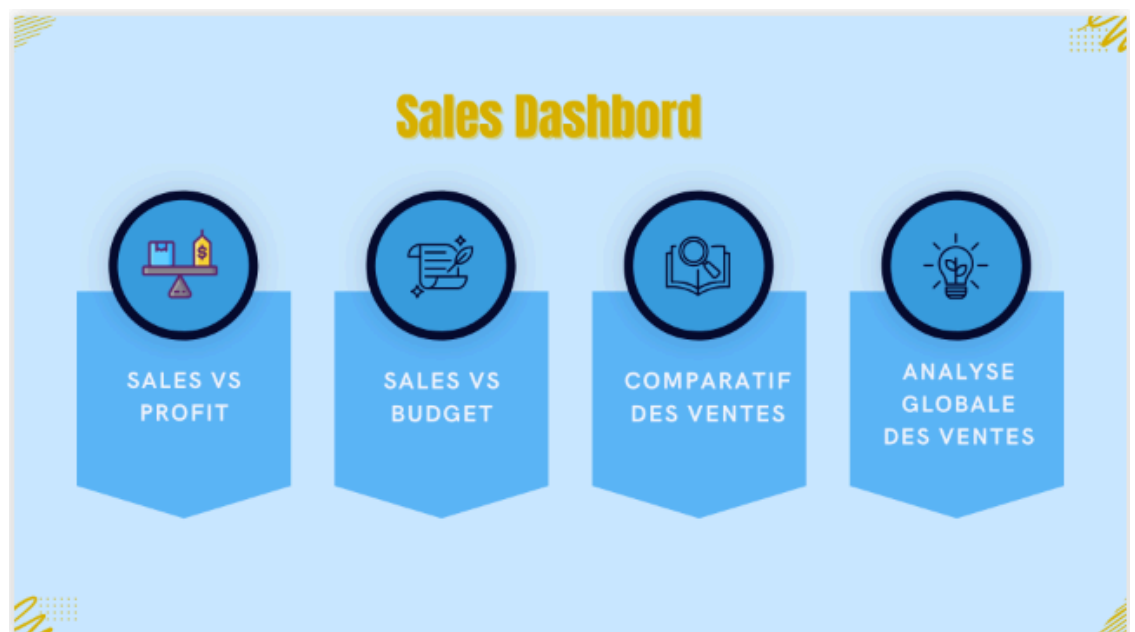 Sales Dashbord
SALES VS
PROFIT
SALES VS
BUDGET
COMPARATIF
DES VENTES
ANALYSE
GLOBALE
DES VENTES
$